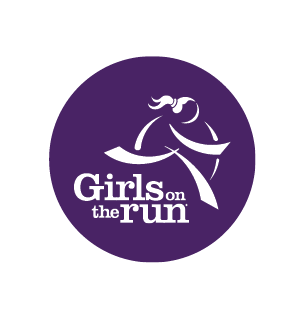 Girls on
the run